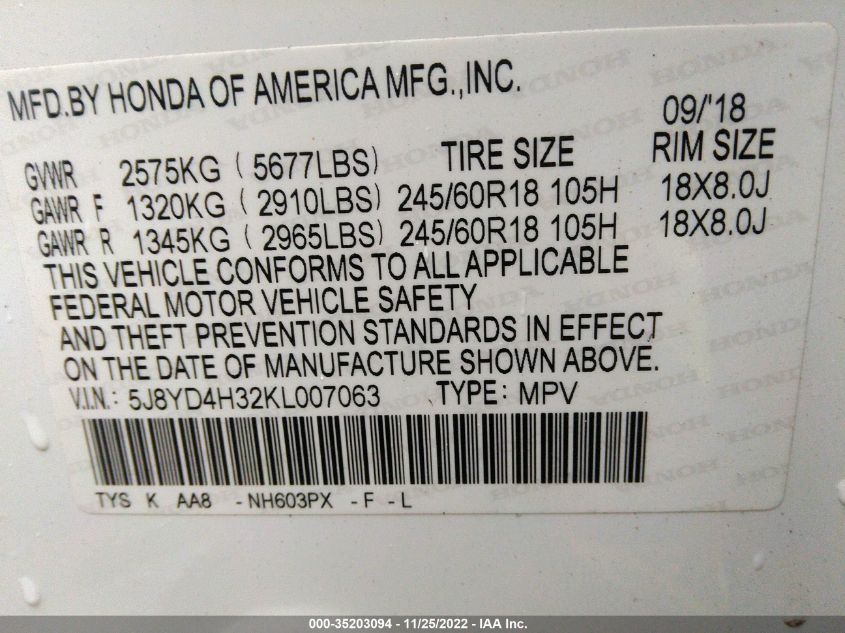 MFD.BY HONDA OF AMERICA MFG.,INC.
09/'18
GVWR 2575KG ( 5677LBS) TIRE SIZE RIM SIZE
GAWR F 1320KG ( 2910LBS) 245/60R18 105H 18X8.0J
GAWR R 1345KG ( 2965LBS) 245/60R18 105H 18X8.0J
THIS VEHICLE CONFORMS TO ALL APPLICABLE
FEDERAL MOTOR VEHICLE SAFETY
AND THEFT PREVENTION STANDARDS IN EFFECT
ON THE DATE OF MANUFACTURE SHOWN ABOVE.
V.I.N.: 5J8YD4H32KL007063 TYPE: MPV
TYS K AA8 -NH603PX -F -L
000-35203094 - 11/25/2022 - IAA Inc.